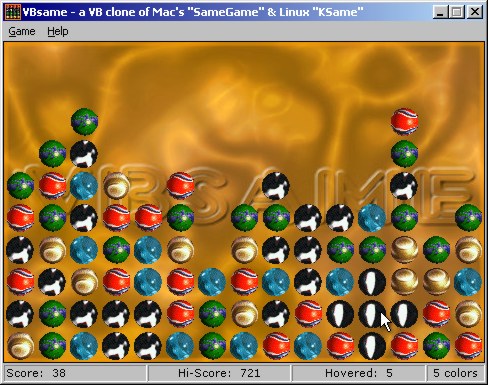 VBsame - a VB clone of Mac's "SameGame" & Linux "KSame"
Game Help
VBSAME
Score: 38 Hi-Score: 721 Hovered: 5 5 colors